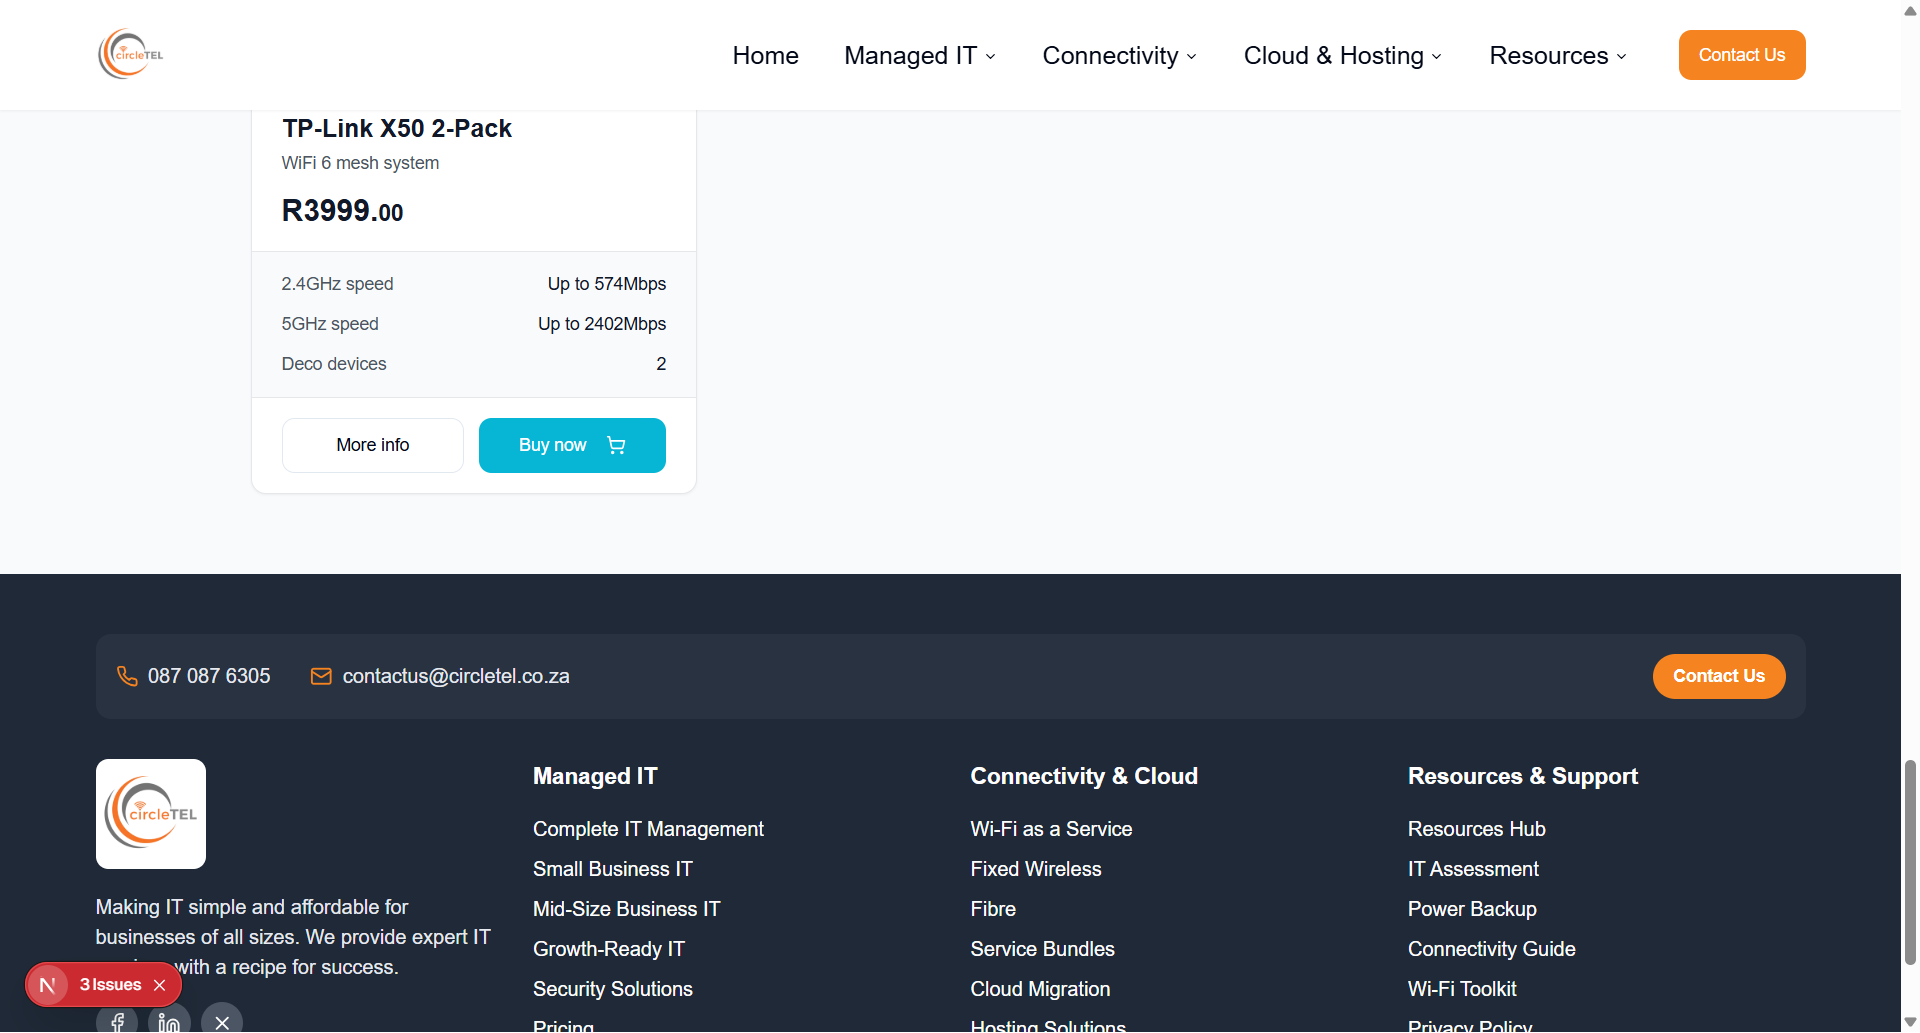 circleTEL
Home
Managed IT
Connectivity
Cloud & Hosting
Resources
Contact Us
TP-Link X50 2-Pack
WiFi 6 mesh system
R3999.00
2.4GHz speed Up to 574Mbps
5GHz speed Up to 2402Mbps
Deco devices 2
More info
Buy now
087 087 6305
contactus@circletel.co.za
Contact Us
circleTEL
Making IT simple and affordable for
businesses of all sizes. We provide expert IT
with a recipe for success.
Managed IT
Complete IT Management
Small Business IT
Mid-Size Business IT
Growth-Ready IT
Security Solutions
Pricing
Connectivity & Cloud
Wi-Fi as a Service
Fixed Wireless
Fibre
Service Bundles
Cloud Migration
Hosting Solutions
Resources & Support
Resources Hub
IT Assessment
Power Backup
Connectivity Guide
Wi-Fi Toolkit
Privacy Policy
N 3 Issues